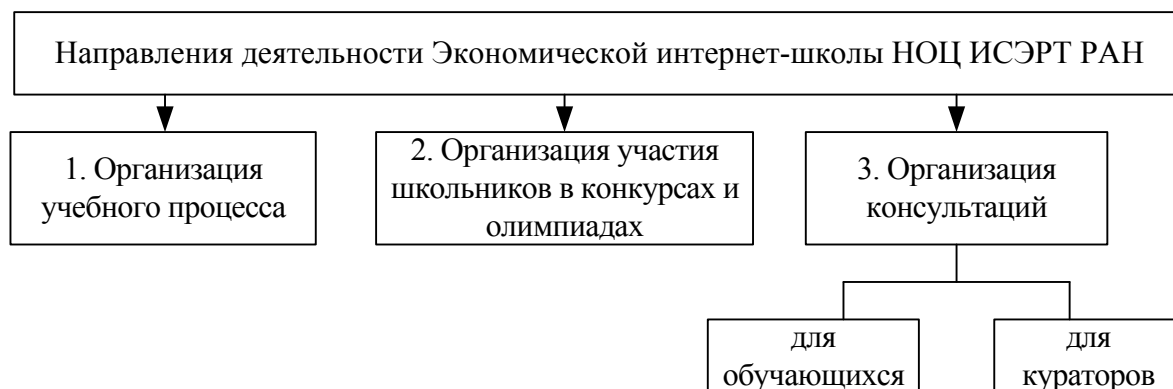 Направления деятельности Экономической интернет-школы НОЦ ИСЭРТ РАН
1. Организация
учебного процесса
2. Организация участия
школьников в конкурсах и
олимпиадах
3. Организация
консультаций
для
обучающихся
для
кураторов